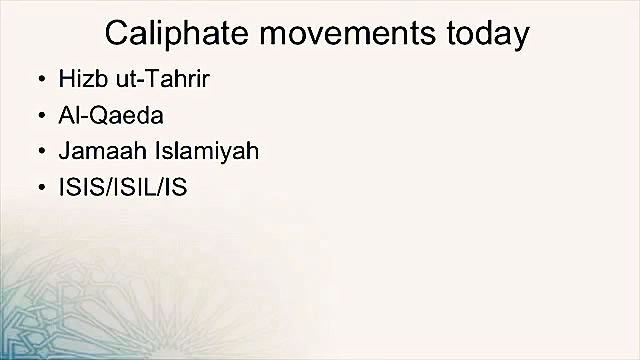 Caliphate movements today
• Hizb ut-Tahrir
• Al-Qaeda
• Jamaah Islamiyah
• ISIS/ISIL/IS